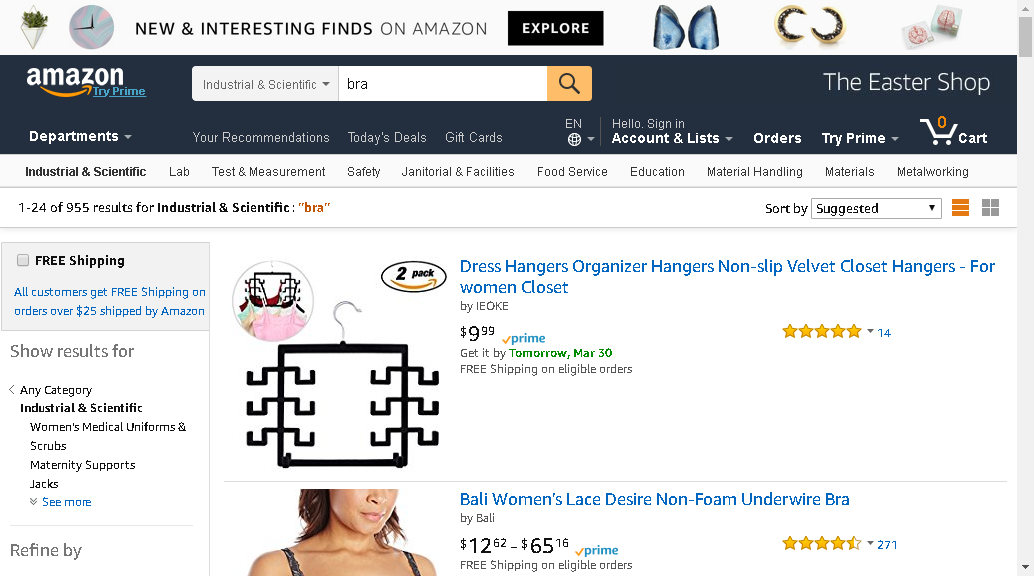 NEW & INTERESTING FINDS ON AMAZON
EXPLORE
amazon
Try Prime
Industrial & Scientific
bra
The Easter Shop
Departments
Your Recommendations
Today's Deals
Gift Cards
EN
Hello. Sign in
Account & Lists
Orders
Try Prime
0
Cart
Industrial & Scientific
Lab
Test & Measurement
Safety
Janitorial & Facilities
Food Service
Education
Material Handling
Materials
Metalworking
1-24 of 955 results for Industrial & Scientific : "bra"
Sort by
Suggested
FREE Shipping
All customers get FREE Shipping on
orders over $25 shipped by Amazon
Show results for
Any Category
Industrial & Scientific
Women's Medical Uniforms &
Scrubs
Maternity Supports
Jacks
See more
Refine by
2 pack
Dress Hangers Organizer Hangers Non-slip Velvet Closet Hangers - For
women Closet
by IEOKE
$9.99 prime
14
Get it by Tomorrow, Mar 30
FREE Shipping on eligible orders
Bali Women's Lace Desire Non-Foam Underwire Bra
by Bali
$12.62 - $65.16 prime
271
FREE Shipping on eligible orders